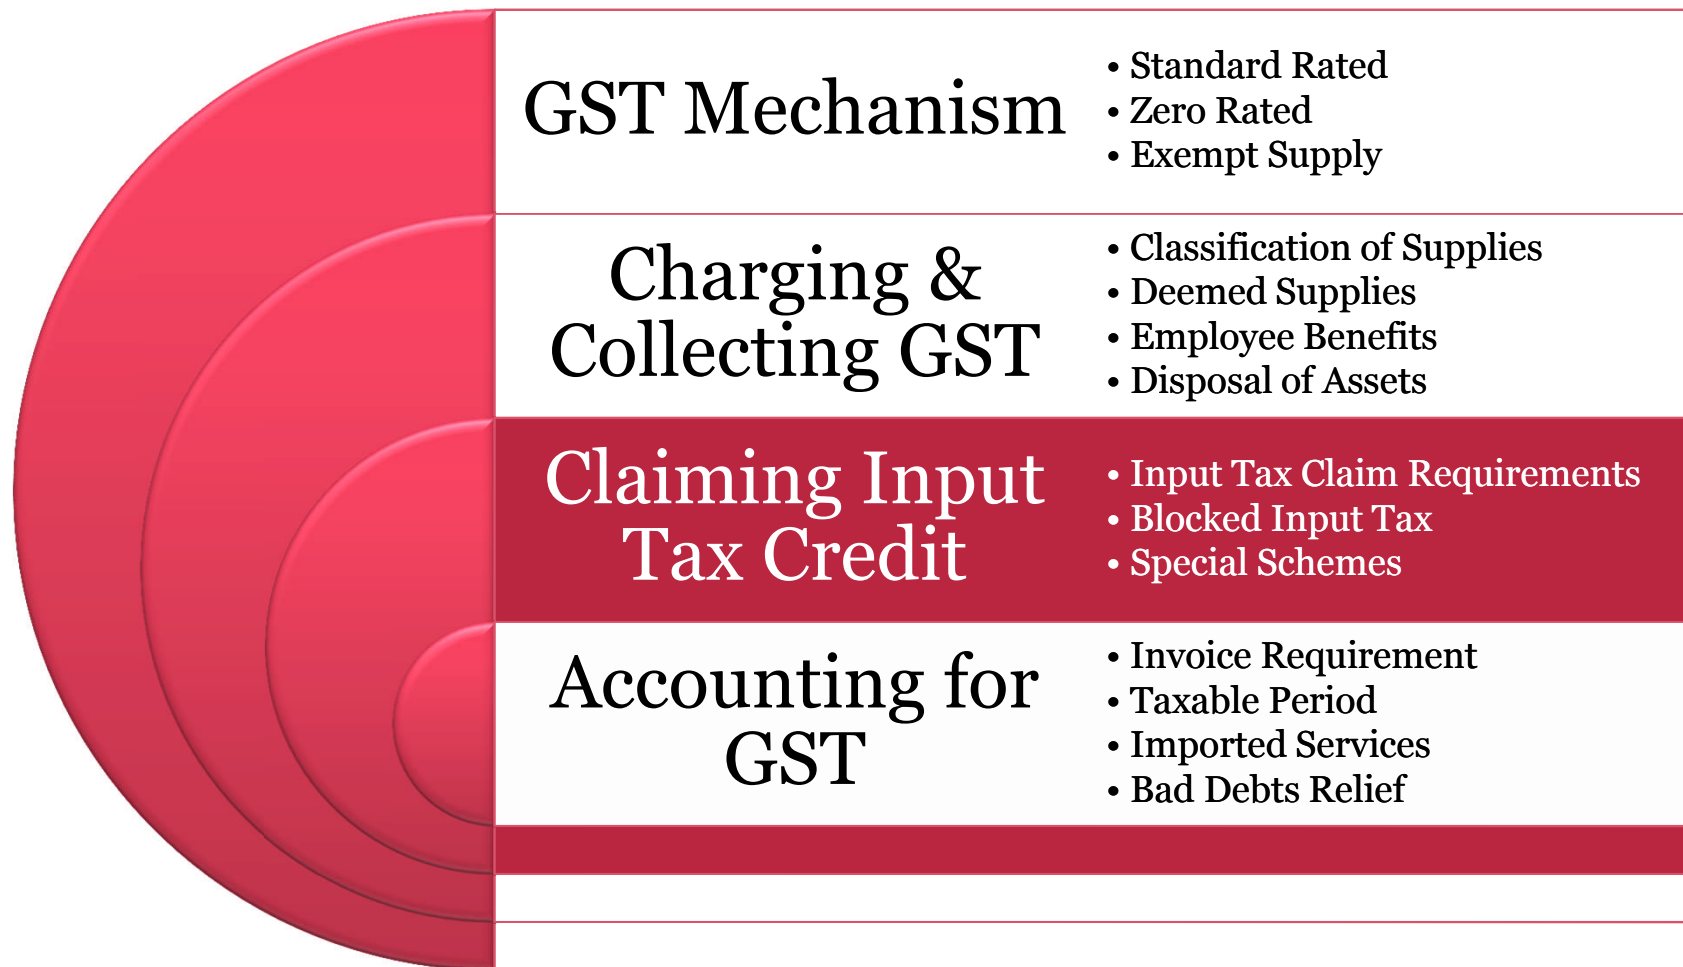 GST Mechanism
• Standard Rated
• Zero Rated
• Exempt Supply
Charging &
Collecting GST
• Classification of Supplies
• Deemed Supplies
• Employee Benefits
• Disposal of Assets
Claiming Input
Tax Credit
• Input Tax Claim Requirements
• Blocked Input Tax
• Special Schemes
Accounting for
GST
• Invoice Requirement
• Taxable Period
• Imported Services
• Bad Debts Relief